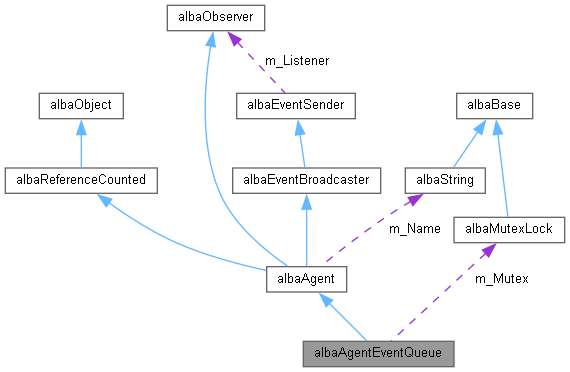 albaObserver
m_Listener
albaObject
albaEventSender
albaBase
albaReferenceCounted
albaEventBroadcaster
albaString
m_Name
albaMutexLock
albaAgent
m_Mutex
albaAgentEventQueue